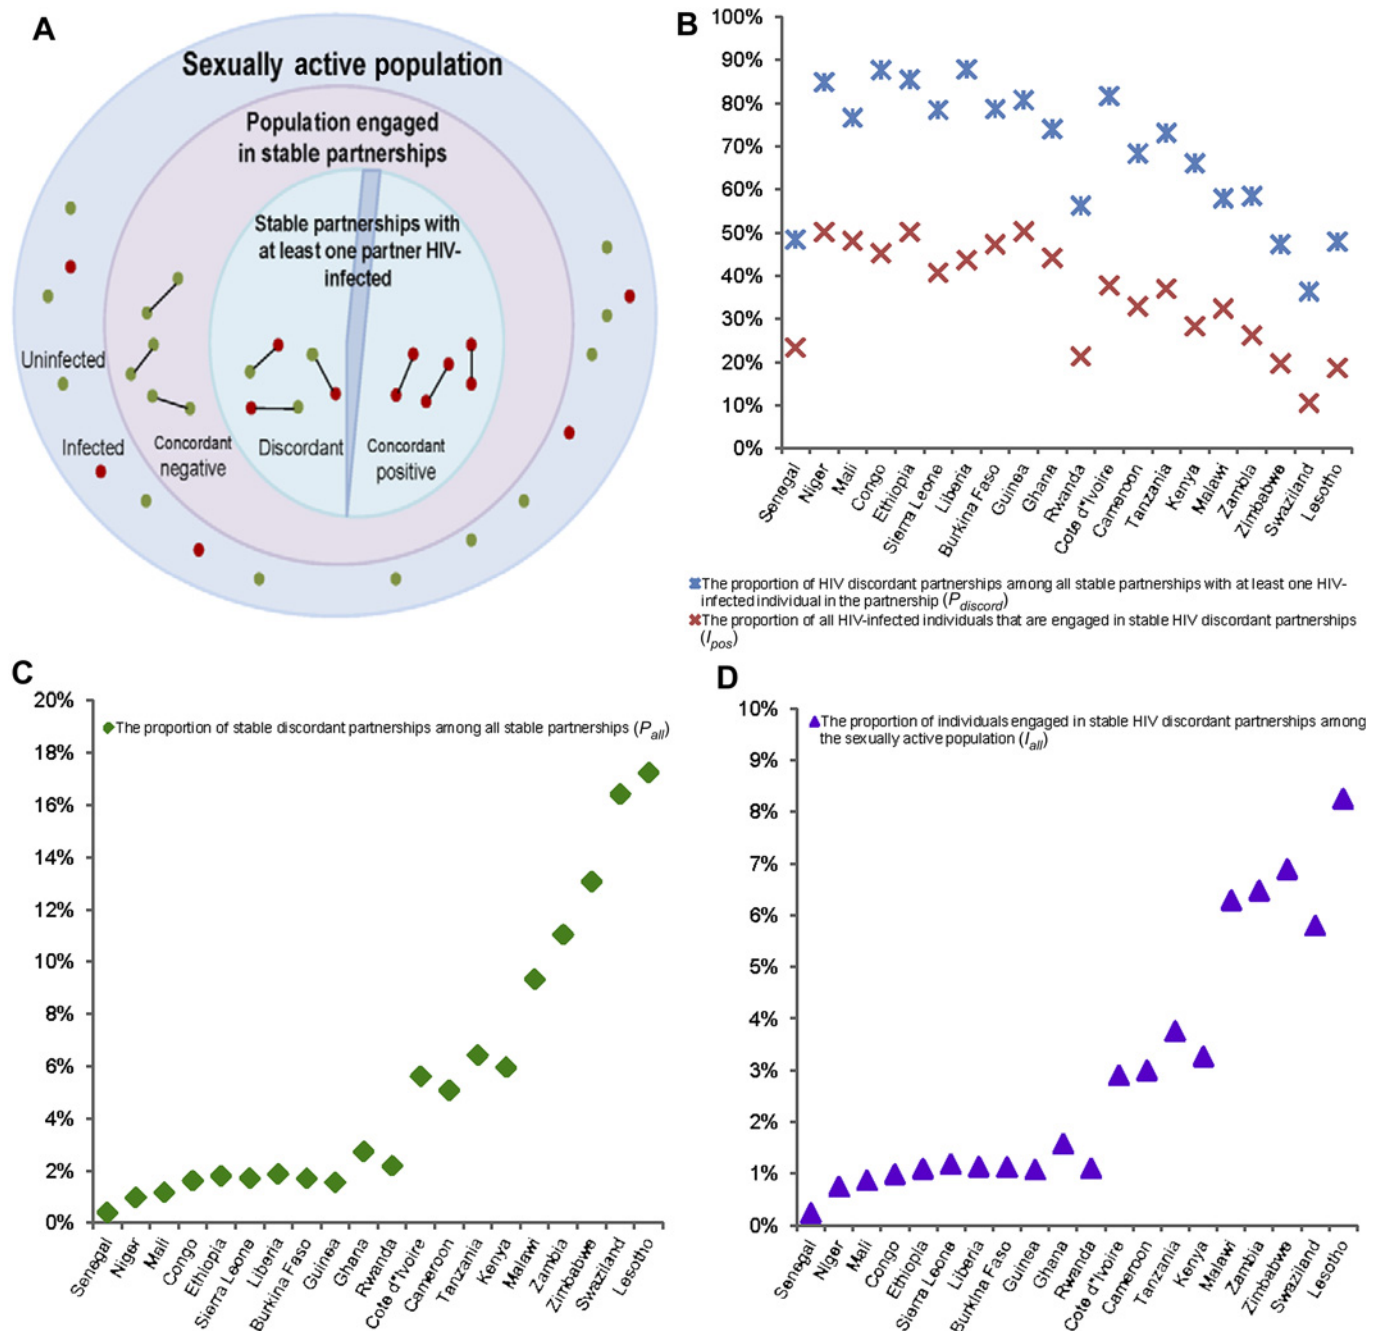 A
Sexually active population
Population engaged
in stable partnerships
Stable partnerships with
at least one partner HIV-
infected
Uninfected
Infected
Concordant
negative
Discordant
Concordant
positive
B
100%
90%
80%
70%
60%
50%
40%
30%
20%
10%
0%
Senegal
Niger
Mali
Congo
Ethiopia
Sierra Leone
Liberia
Burkina Faso
Guinea
Ghana
Rwanda
Cote d"Ivoire
Cameroon
Tanzania
Kenya
Malawi
Zambia
Zimbabwe
Swaziland
Lesotho
The proportion of HIV discordant partnerships among all stable partnerships with at least one HIV-
infected individual in the partnership (Pdiscord)
The proportion of all HIV-infected individuals that are engaged in stable HIV discordant partnerships
(Ipos)
C
20%
18%
16%
14%
12%
10%
8%
6%
4%
2%
0%
The proportion of stable discordant partnerships among all stable partnerships (Pall)
Senegal
Niger
Mali
Congo
Ethiopia
Sierra Leone
Liberia
Burkina Faso
Guinea
Ghana
Rwanda
Cote d"Ivoire
Cameroon
Tanzania
Kenya
Malawi
Zambia
Zimbabwe
Swaziland
Lesotho
D
10%
9%
8%
7%
6%
5%
4%
3%
2%
1%
0%
The proportion of individuals engaged in stable HIV discordant partnerships among
the sexually active population (Iall)
Senegal
Niger
Mali
Congo
Ethiopia
Sierra Leone
Liberia
Burkina Faso
Guinea
Ghana
Rwanda
Cote d"Ivoire
Cameroon
Tanzania
Kenya
Malawi
Zambia
Zimbabwe
Swaziland
Lesotho